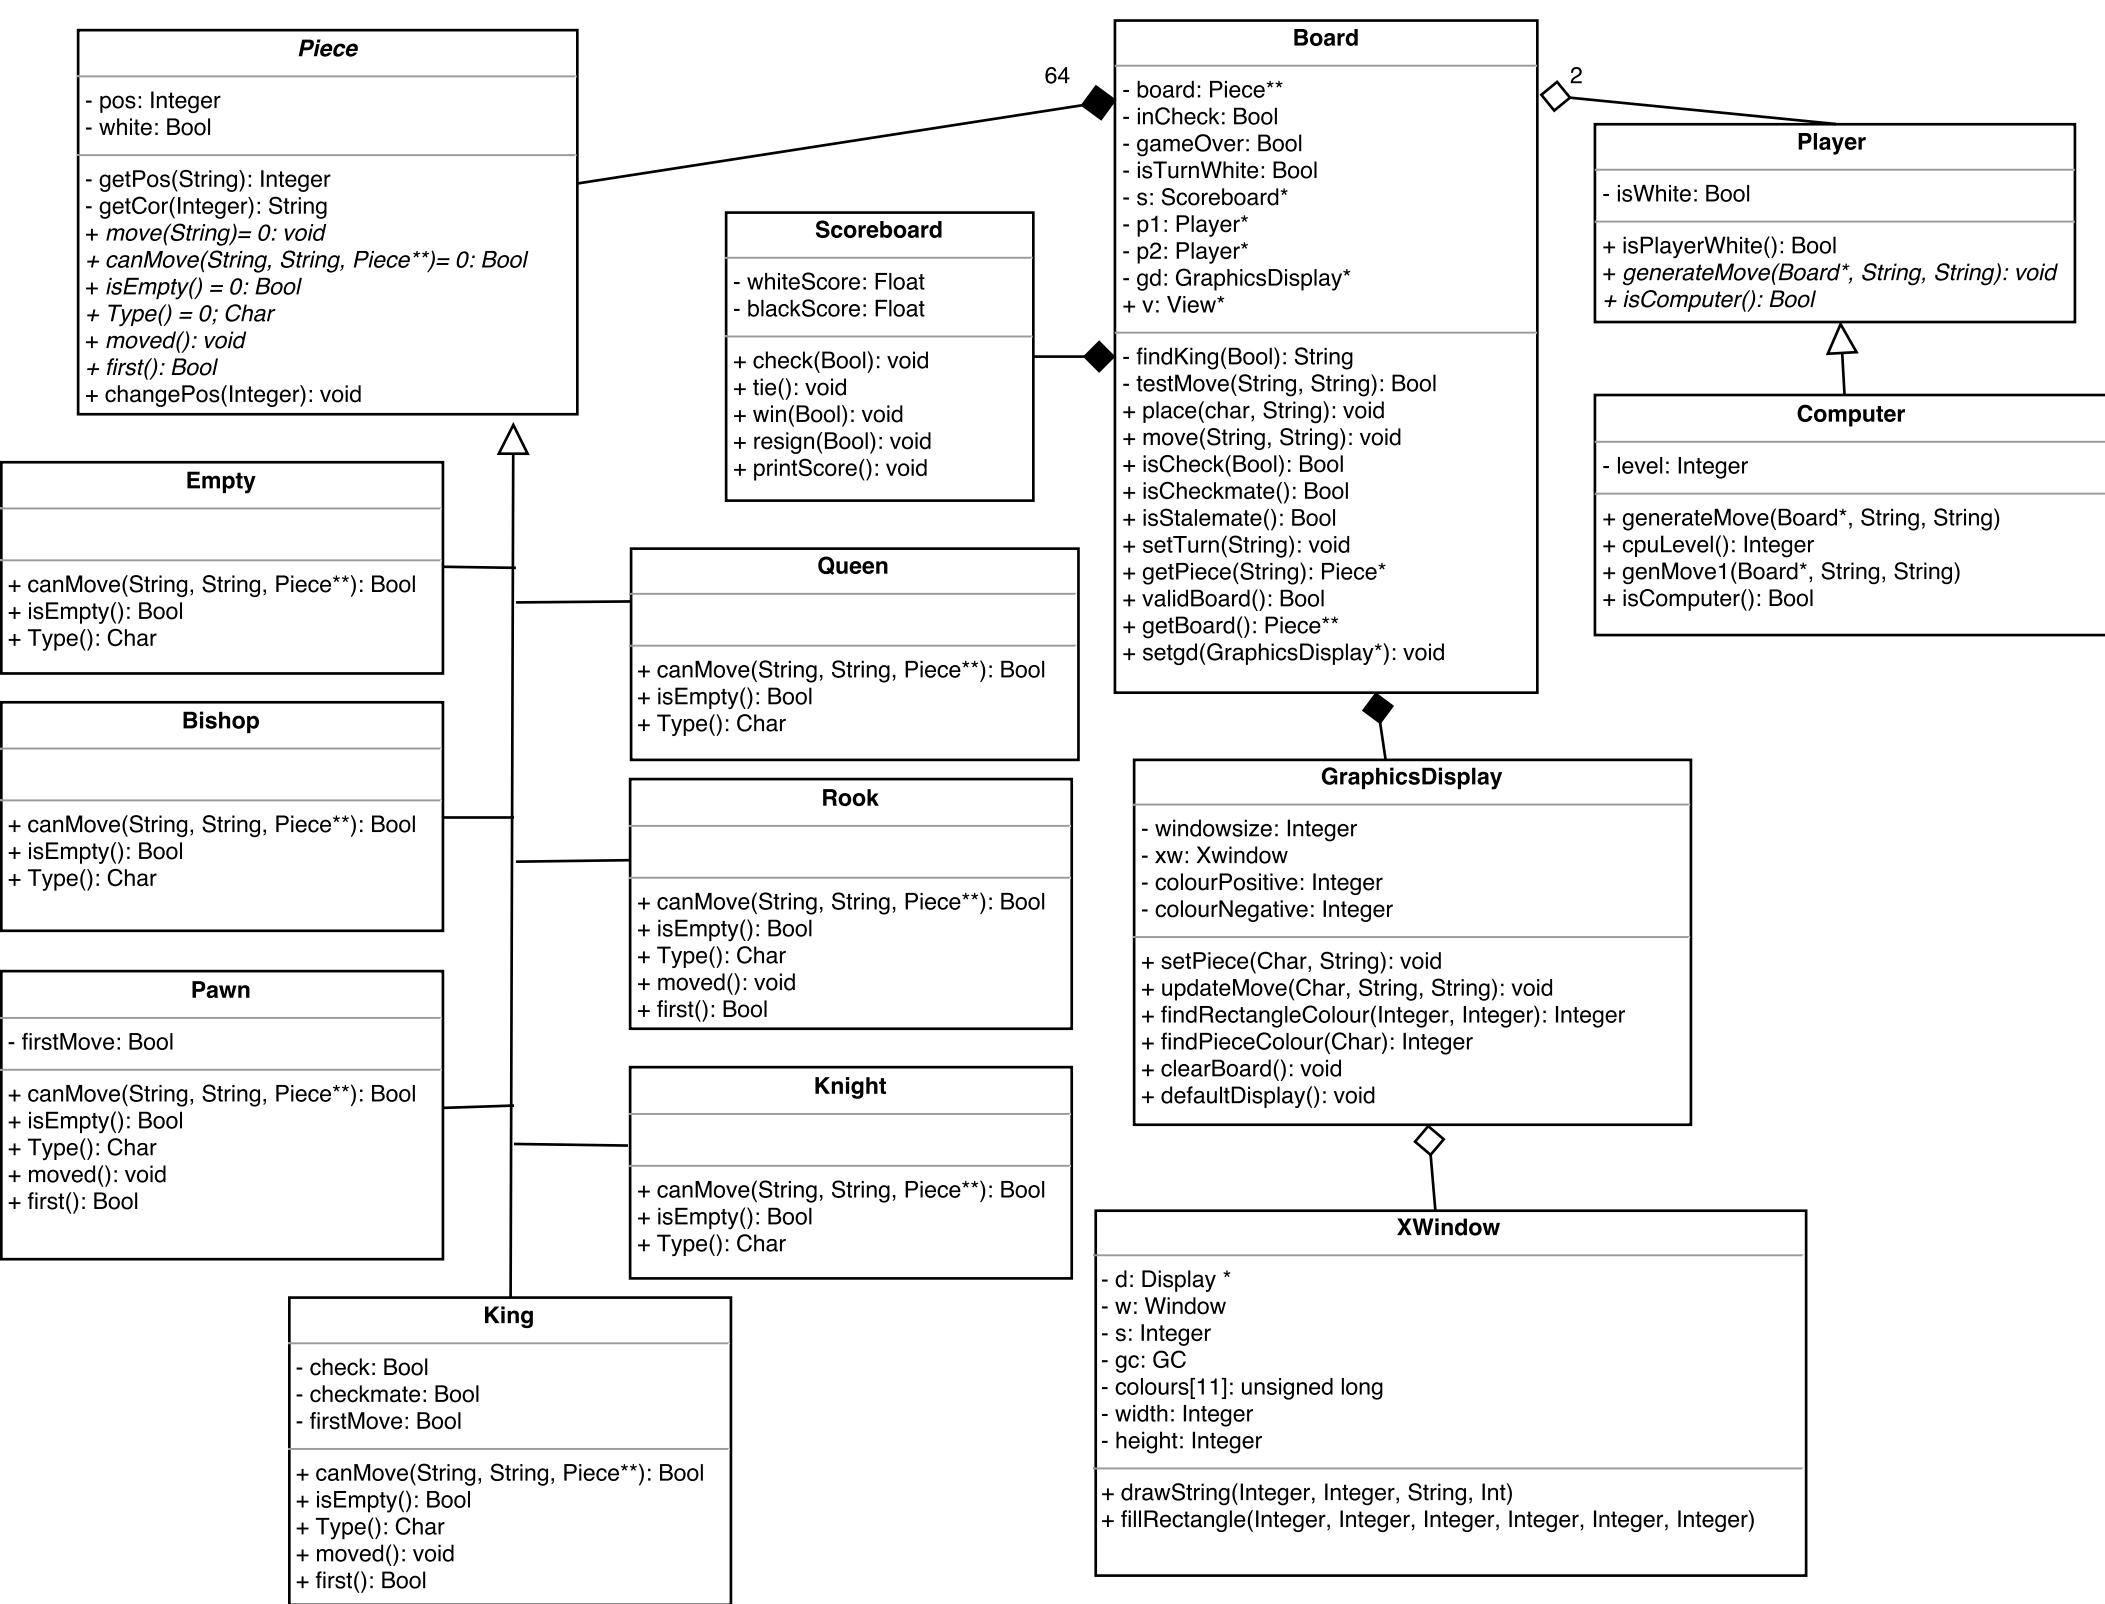 Piece
- pos: Integer
- white: Bool
- getPos(String): Integer
- getCor(Integer): String
+ move(String)= 0: void
+ canMove(String, String, Piece**)= 0: Bool
+ isEmpty() = 0: Bool
+ Type() = 0; Char
+ moved(): void
+ first(): Bool
+ changePos(Integer): void
64
Board
- board: Piece**
- inCheck: Bool
- gameOver: Bool
- isTurnWhite: Bool
- s: Scoreboard*
- p1: Player*
- p2: Player*
- gd: GraphicsDisplay*
+ v: View*
- findKing(Bool): String
- testMove(String, String): Bool
+ place(char, String): void
+ move(String, String): void
+ isCheck(Bool): Bool
+ isCheckmate(): Bool
+ isStalemate(): Bool
+ setTurn(String): void
+ getPiece(String): Piece*
+ validBoard(): Bool
+ getBoard(): Piece**
+ setgd(GraphicsDisplay*): void
2
Player
- isWhite: Bool
+ isPlayerWhite(): Bool
+ generateMove(Board*, String, String): void
+ isComputer(): Bool
Scoreboard
- whiteScore: Float
- blackScore: Float
+ check(Bool): void
+ tie(): void
+ win(Bool): void
+ resign(Bool): void
+ printScore(): void
Computer
- level: Integer
+ generateMove(Board*, String, String)
+ cpuLevel(): Integer
+ genMove1(Board*, String, String)
+ isComputer(): Bool
Empty
+ canMove(String, String, Piece**): Bool
+ isEmpty(): Bool
+ Type(): Char
Queen
+ canMove(String, String, Piece**): Bool
+ isEmpty(): Bool
+ Type(): Char
Bishop
+ canMove(String, String, Piece**): Bool
+ isEmpty(): Bool
+ Type(): Char
Rook
+ canMove(String, String, Piece**): Bool
+ isEmpty(): Bool
+ Type(): Char
+ moved(): void
+ first(): Bool
GraphicsDisplay
- windowsize: Integer
- xw: Xwindow
- colourPositive: Integer
- colourNegative: Integer
+ setPiece(Char, String): void
+ updateMove(Char, String, String): void
+ findRectangleColour(Integer, Integer): Integer
+ findPieceColour(Char): Integer
+ clearBoard(): void
+ defaultDisplay(): void
Pawn
- firstMove: Bool
+ canMove(String, String, Piece**): Bool
+ isEmpty(): Bool
+ Type(): Char
+ moved(): void
+ first(): Bool
Knight
+ canMove(String, String, Piece**): Bool
+ isEmpty(): Bool
+ Type(): Char
King
- check: Bool
- checkmate: Bool
- firstMove: Bool
+ canMove(String, String, Piece**): Bool
+ isEmpty(): Bool
+ Type(): Char
+ moved(): void
+ first(): Bool
XWindow
- d: Display *
- w: Window
- s: Integer
- gc: GC
- colours[11]: unsigned long
- width: Integer
- height: Integer
+ drawString(Integer, Integer, String, Int)
+ fillRectangle(Integer, Integer, Integer, Integer, Integer, Integer)